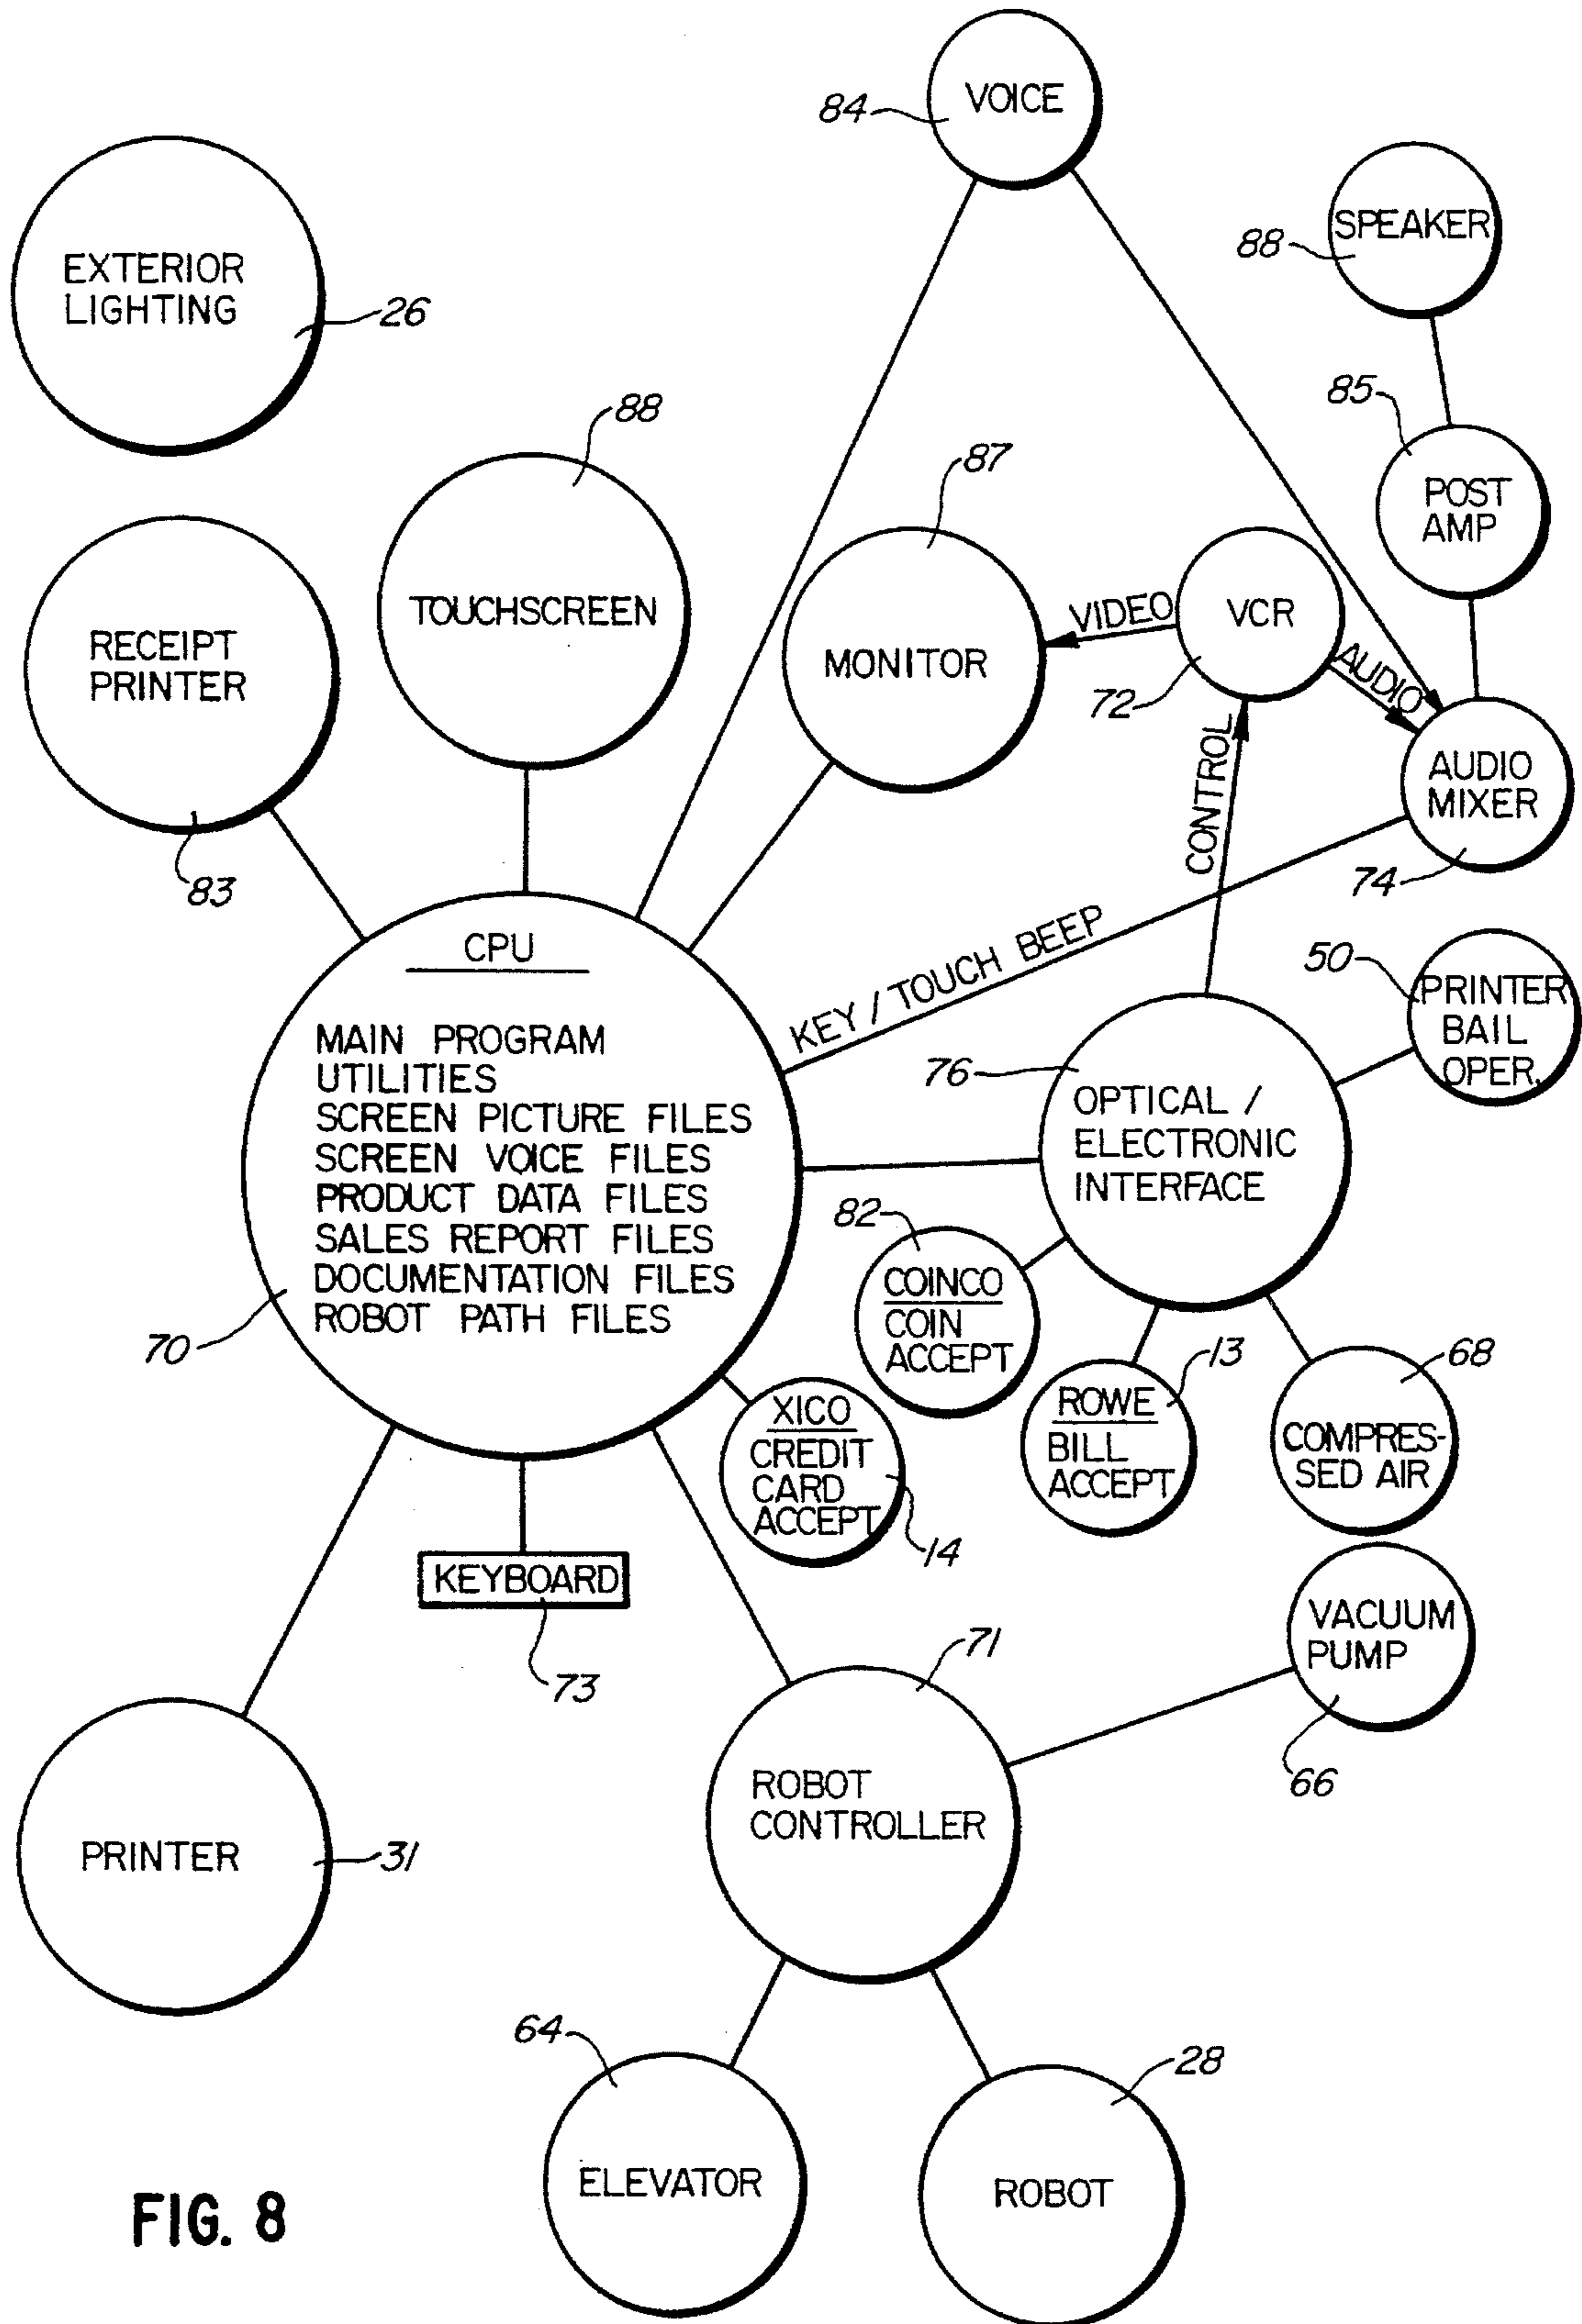 VOICE
84
SPEAKER
88
EXTERIOR
LIGHTING
26
88
85
87
POST
AMP
TOUCHSCREEN
VIDEO
VCR
RECEIPT
PRINTER
MONITOR
AUDIO
72
CONTROL
AUDIO
MIXER
83
74
KEY / TOUCH BEEP
50
PRINTER
BAIL
OPER.
CPU
MAIN PROGRAM
UTILITIES
SCREEN PICTURE FILES
SCREEN VOICE FILES
PRODUCT DATA FILES
SALES REPORT FILES
DOCUMENTATION FILES
ROBOT PATH FILES
70
76
OPTICAL /
ELECTRONIC
INTERFACE
82
COINCO
COIN
ACCEPT
13
ROWE
BILL
ACCEPT
68
COMPRES-
SED AIR
XICO
CREDIT
CARD
ACCEPT
14
KEYBOARD
73
VACUUM
PUMP
66
71
ROBOT
CONTROLLER
PRINTER
31
64
28
ELEVATOR
ROBOT
FIG. 8